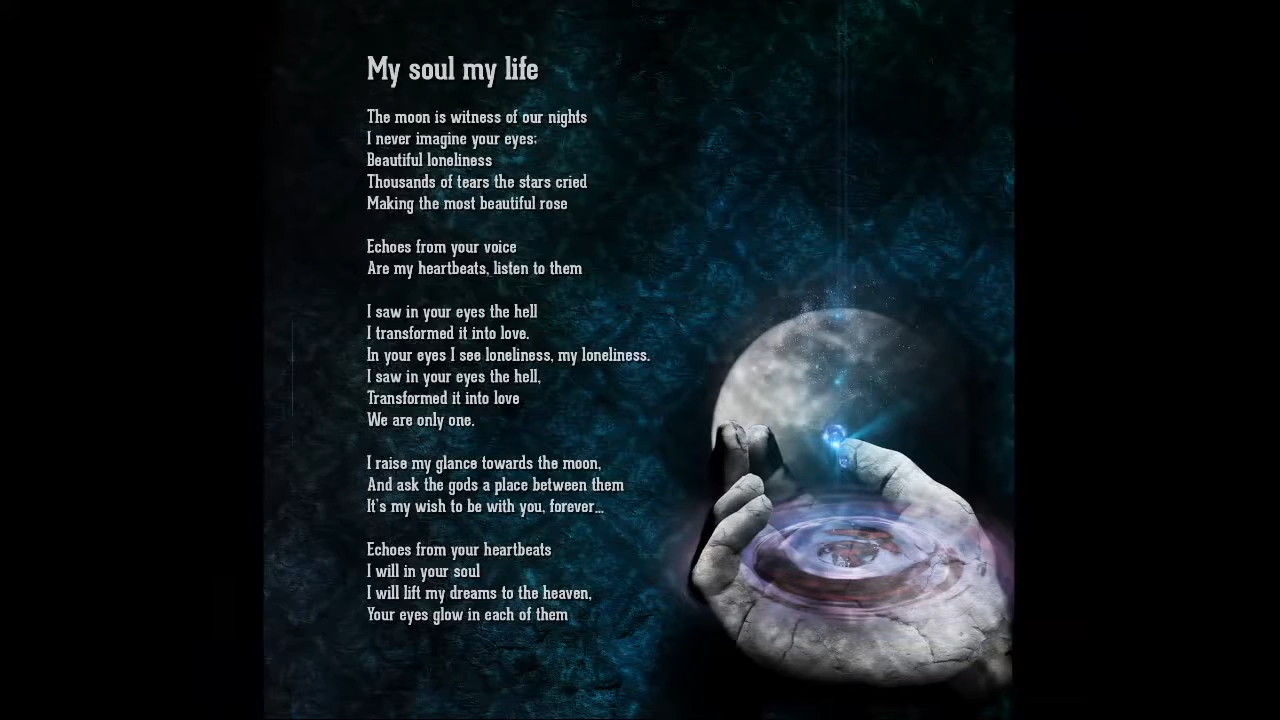 My soul my life
The moon is witness of our nights
I never imagine your eyes;
Beautiful loneliness
Thousands of tears the stars cried
Making the most beautiful rose
Echoes from your voice
Are my heartbeats, listen to them
I saw in your eyes the hell
I transformed it into love.
In your eyes I see loneliness, my loneliness.
I saw in your eyes the hell,
Transformed it into love
We are only one.
I raise my glance towards the moon,
And ask the gods a place between them
It's my wish to be with you, forever...
Echoes from your heartbeats
I will in your soul
I will lift my dreams to the heaven,
Your eyes glow in each of them